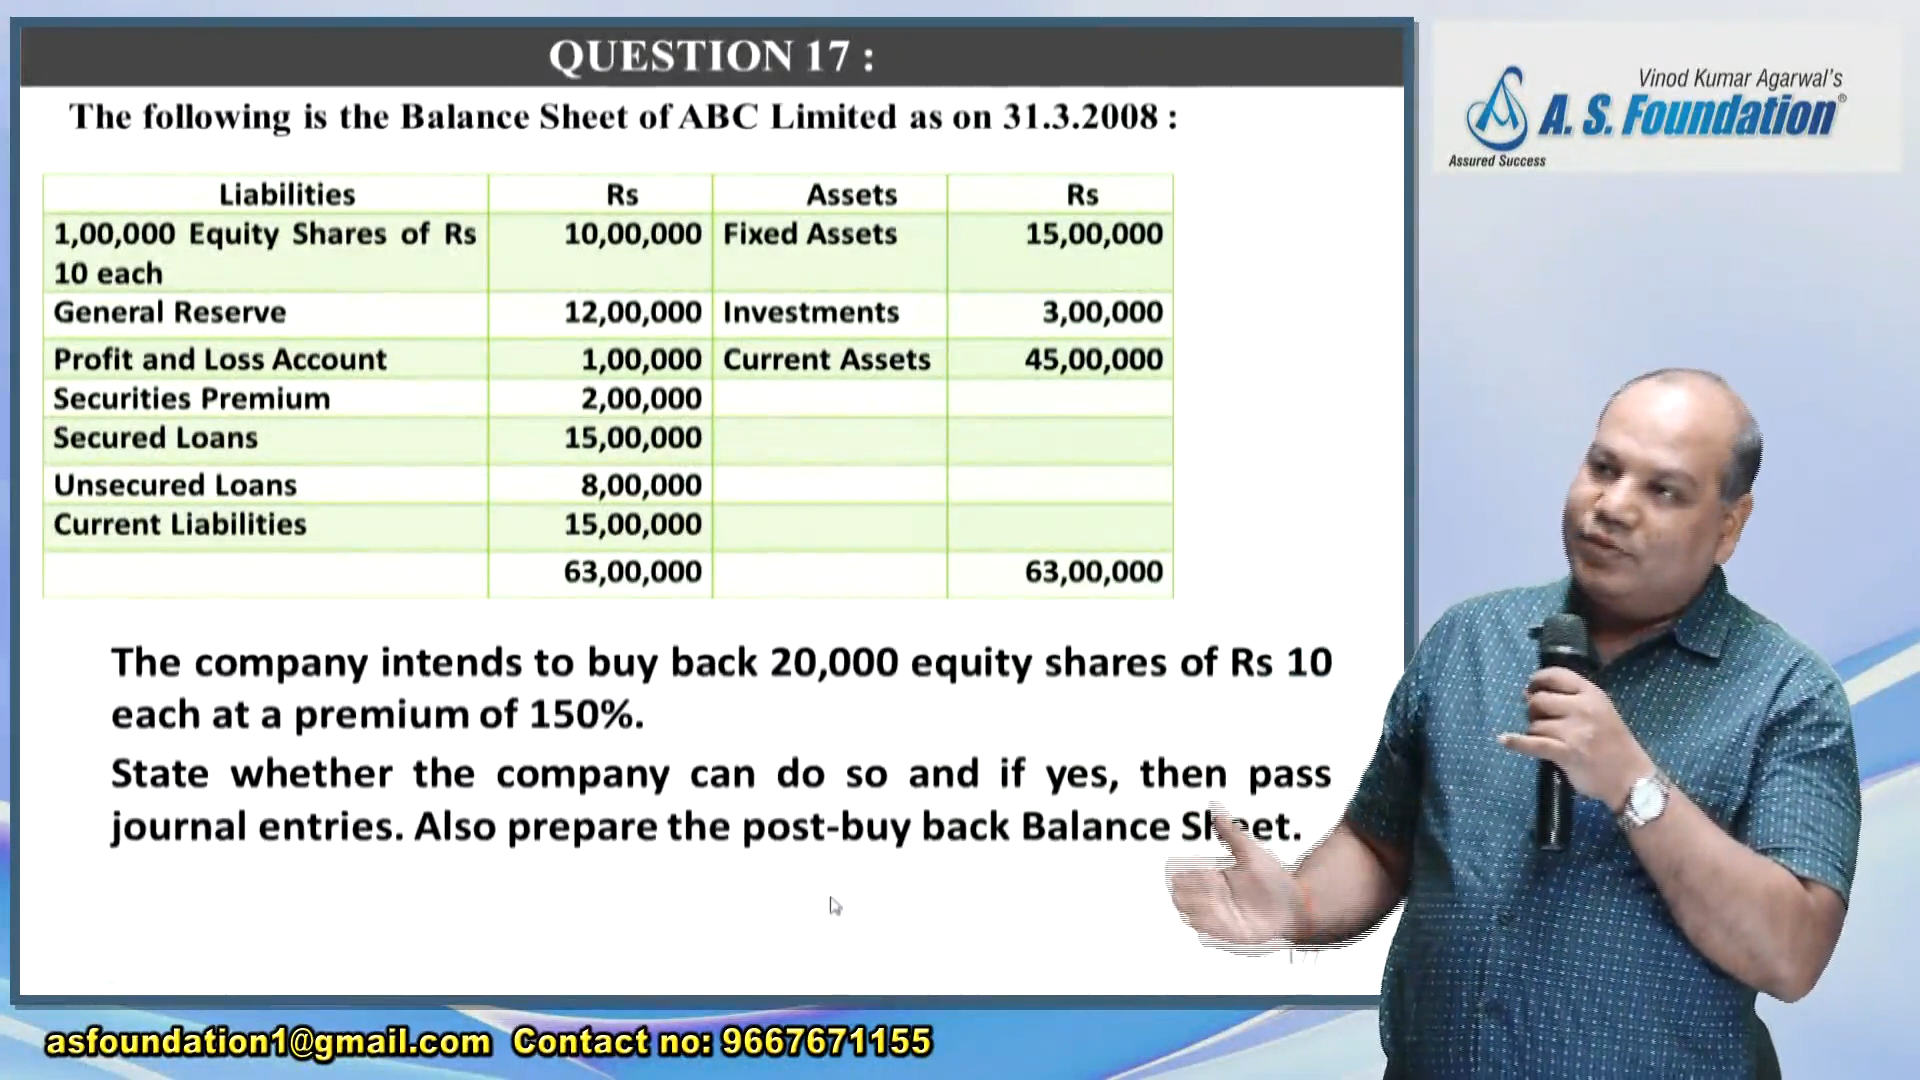 QUESTION 17 :
The following is the Balance Sheet of ABC Limited as on 31.3.2008 :
Liabilities Rs Assets Rs
1,00,000 Equity Shares of Rs 10,00,000 Fixed Assets 15,00,000
10 each
General Reserve 12,00,000 Investments 3,00,000
Profit and Loss Account 1,00,000 Current Assets 45,00,000
Securities Premium 2,00,000
Secured Loans 15,00,000
Unsecured Loans 8,00,000
Current Liabilities 15,00,000
63,00,000 63,00,000
The company intends to buy back 20,000 equity shares of Rs 10
each at a premium of 150%.
State whether the company can do so and if yes, then pass
journal entries. Also prepare the post-buy back Balance Sheet.
Vinod Kumar Agarwal's
A. S. Foundation®
Assured Success
asfoundation1@gmail.com Contact no: 9667671155